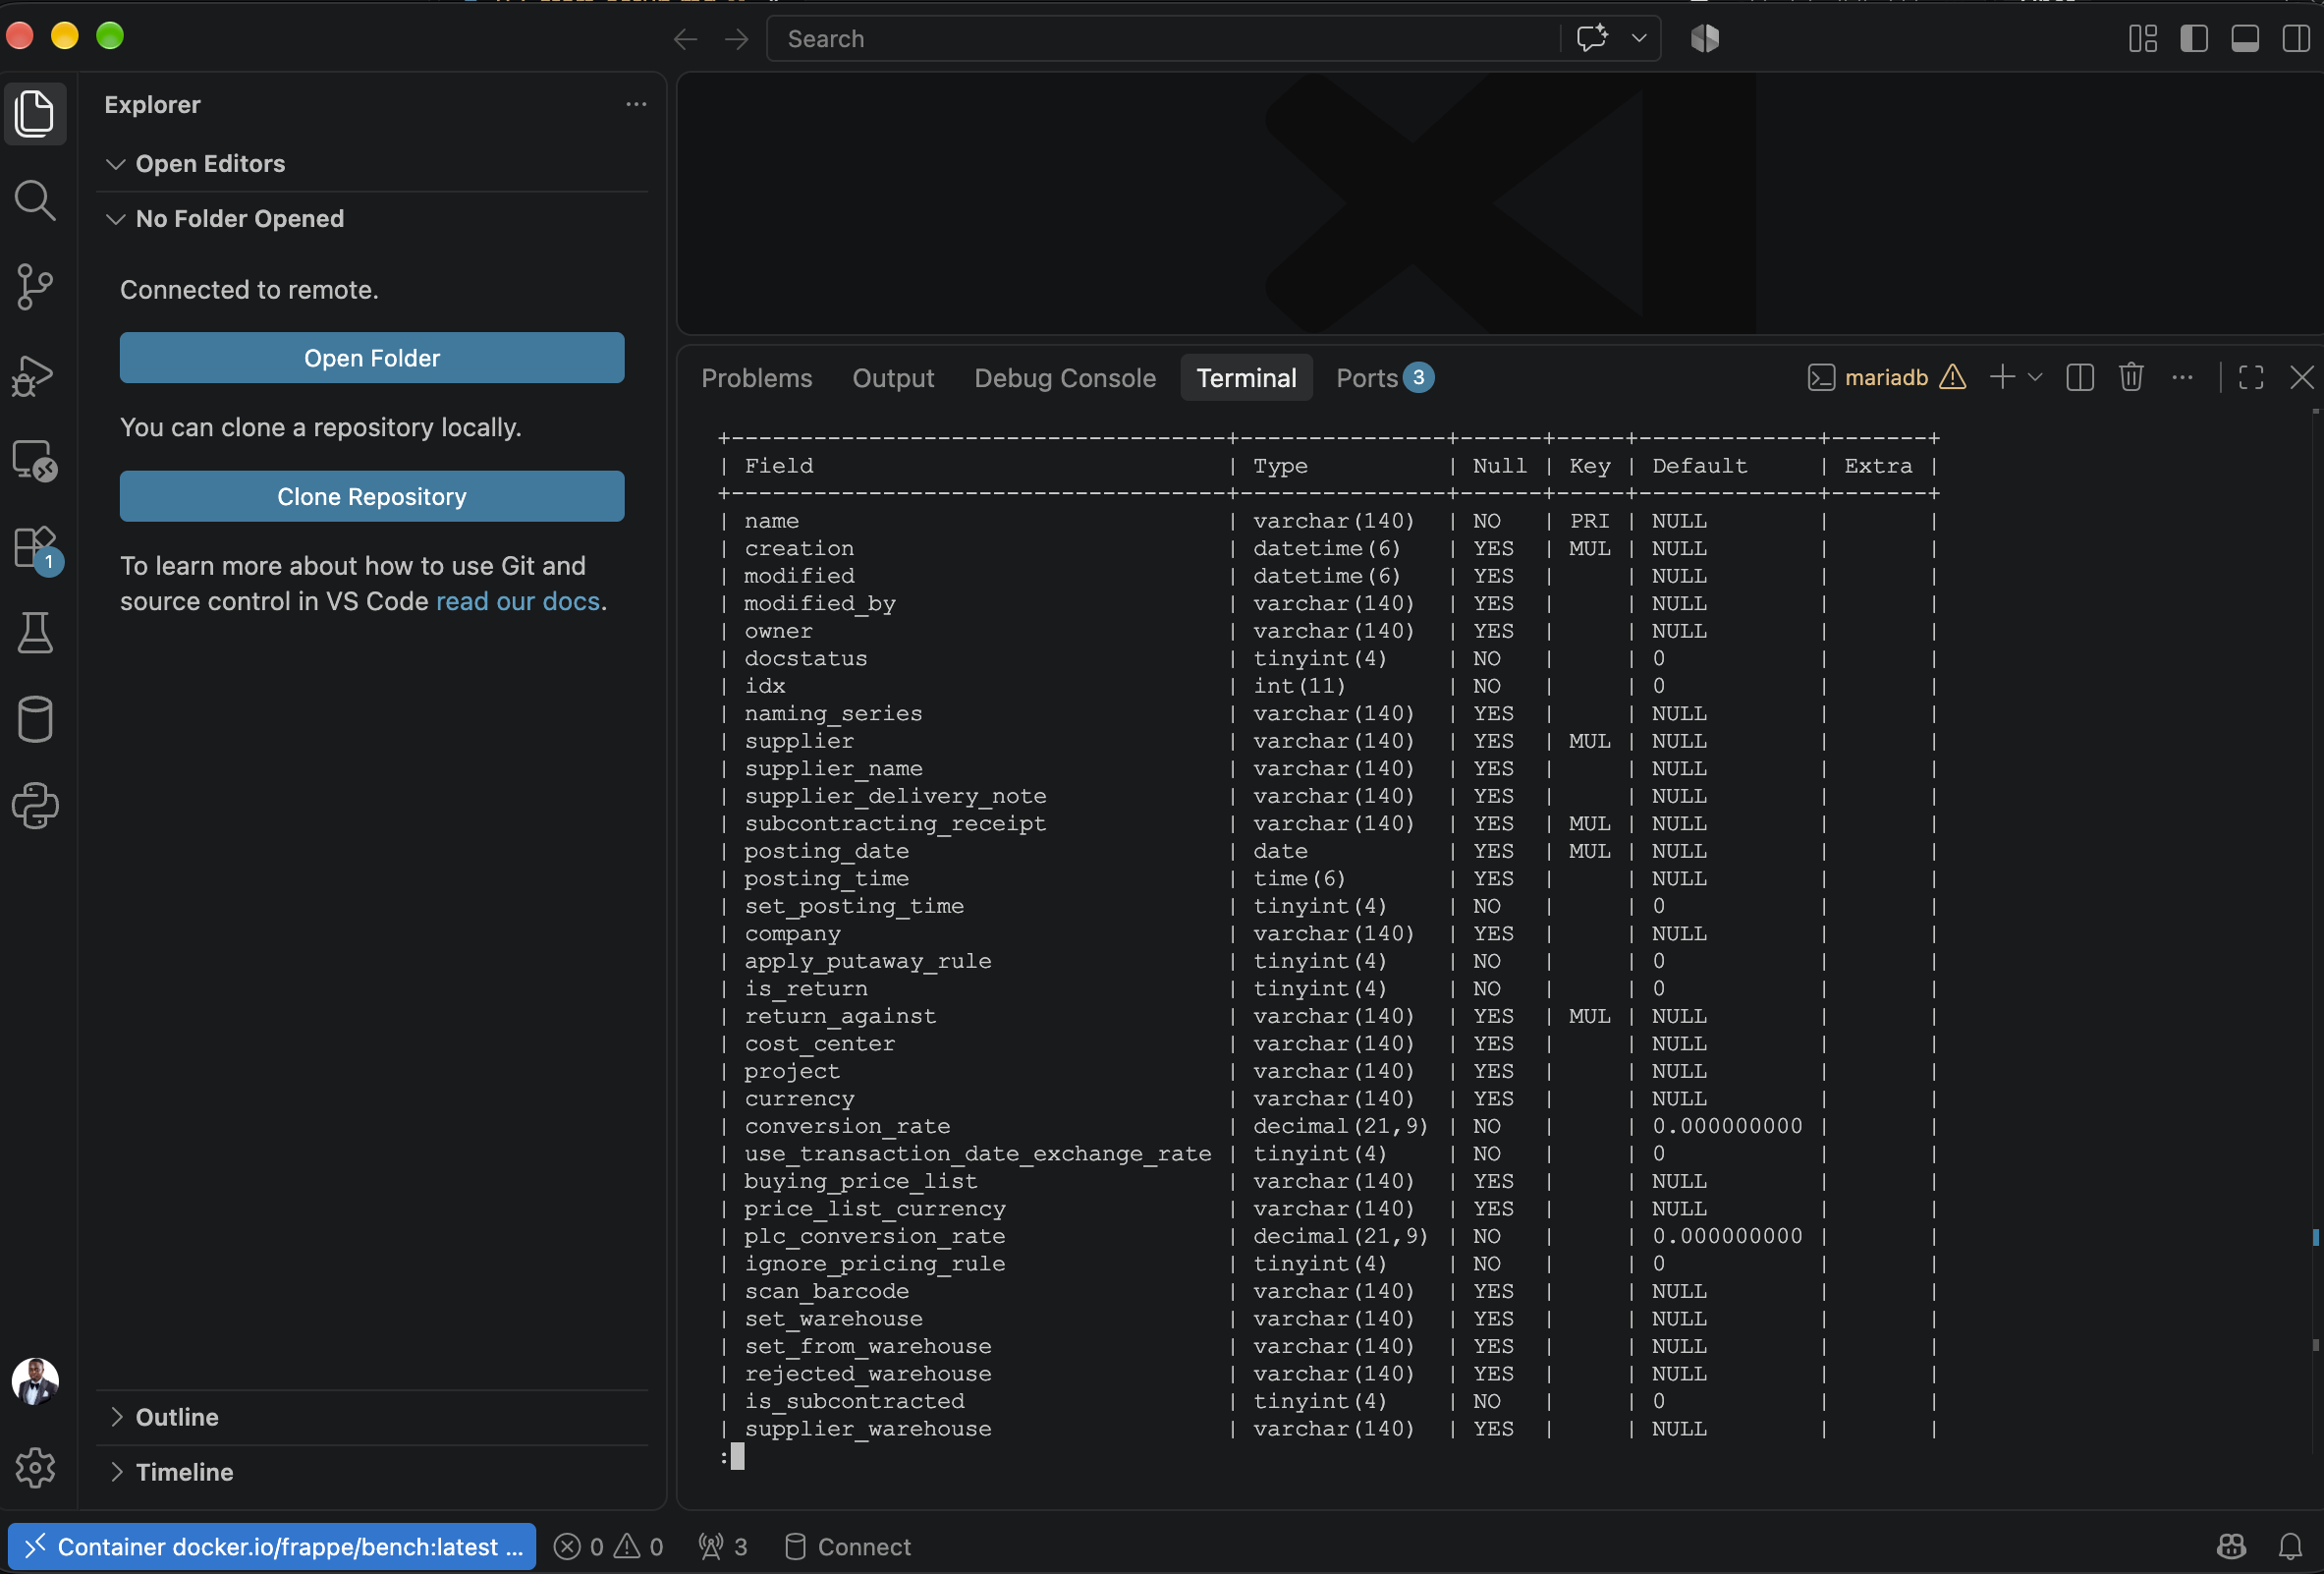 Search
Explorer
Open Editors
No Folder Opened
Connected to remote.
Open Folder
You can clone a repository locally.
Clone Repository
To learn more about how to use Git and
source control in VS Code read our docs.
1
Outline
Timeline
Problems Output Debug Console Terminal Ports 3 mariadb
+------------------------------------+---------------+------+-----+-------------+-------+
| Field | Type | Null | Key | Default | Extra |
+------------------------------------+---------------+------+-----+-------------+-------+
| name | varchar(140) | NO | PRI | NULL | |
| creation | datetime(6) | YES | MUL | NULL | |
| modified | datetime(6) | YES | | NULL | |
| modified_by | varchar(140) | YES | | NULL | |
| owner | varchar(140) | YES | | NULL | |
| docstatus | tinyint(4) | NO | | 0 | |
| idx | int(11) | NO | | 0 | |
| naming_series | varchar(140) | YES | | NULL | |
| supplier | varchar(140) | YES | MUL | NULL | |
| supplier_name | varchar(140) | YES | | NULL | |
| supplier_delivery_note | varchar(140) | YES | | NULL | |
| subcontracting_receipt | varchar(140) | YES | MUL | NULL | |
| posting_date | date | YES | MUL | NULL | |
| posting_time | time(6) | YES | | NULL | |
| set_posting_time | tinyint(4) | NO | | 0 | |
| company | varchar(140) | YES | | NULL | |
| apply_putaway_rule | tinyint(4) | NO | | 0 | |
| is_return | tinyint(4) | NO | | 0 | |
| return_against | varchar(140) | YES | MUL | NULL | |
| cost_center | varchar(140) | YES | | NULL | |
| project | varchar(140) | YES | | NULL | |
| currency | varchar(140) | YES | | NULL | |
| conversion_rate | decimal(21,9) | NO | | 0.000000000 | |
| use_transaction_date_exchange_rate | tinyint(4) | NO | | 0 | |
| buying_price_list | varchar(140) | YES | | NULL | |
| price_list_currency | varchar(140) | YES | | NULL | |
| plc_conversion_rate | decimal(21,9) | NO | | 0.000000000 | |
| ignore_pricing_rule | tinyint(4) | NO | | 0 | |
| scan_barcode | varchar(140) | YES | | NULL | |
| set_warehouse | varchar(140) | YES | | NULL | |
| set_from_warehouse | varchar(140) | YES | | NULL | |
| rejected_warehouse | varchar(140) | YES | | NULL | |
| is_subcontracted | tinyint(4) | NO | | 0 | |
| supplier_warehouse | varchar(140) | YES | | NULL | |
:
Container docker.io/frappe/bench:latest ... 0 0 3 Connect